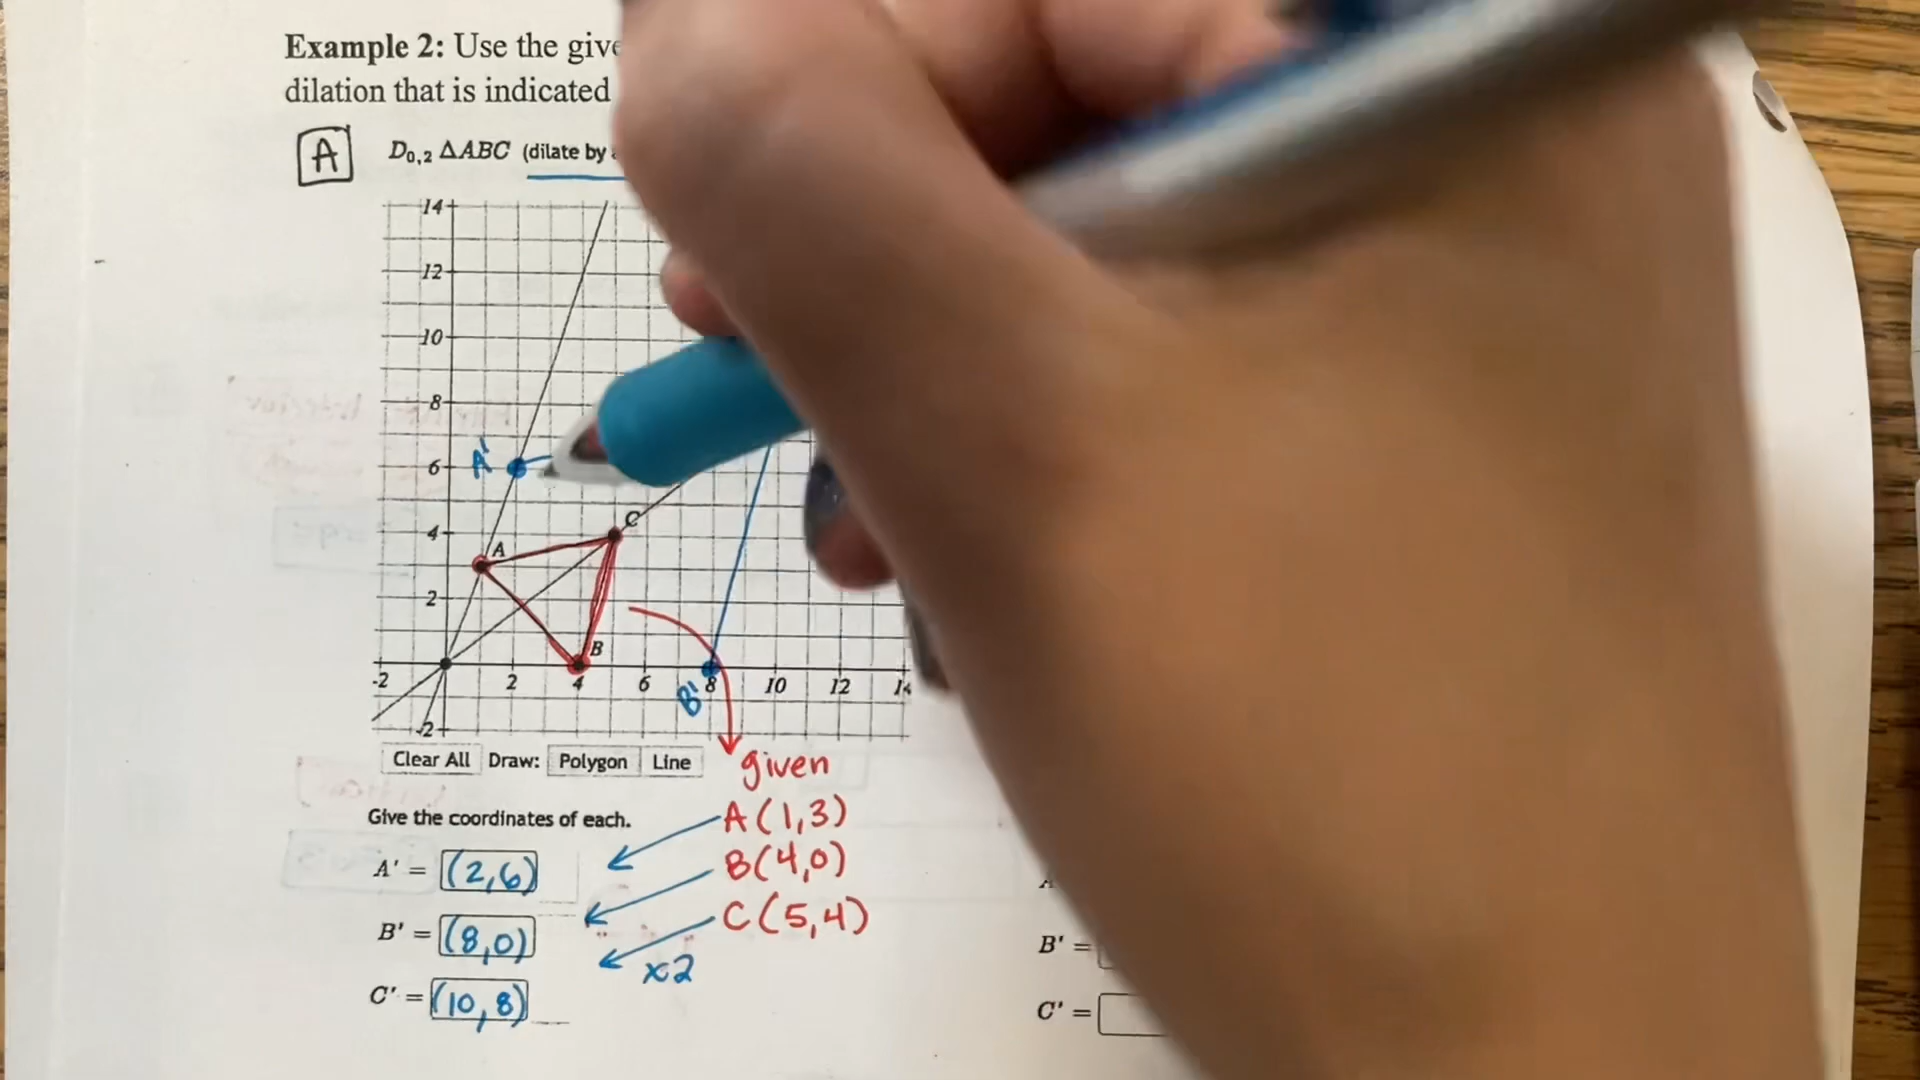 Example 2: Use the give
dilation that is indicated
A D₀,₂ △ABC (dilate by
14
12
10
8
6 A'
C
4
A
2
B
-2 2 4 6 8 10 12 14
B'
-2
Clear All Draw: Polygon Line
given
Give the coordinates of each.
A(1,3)
A' = (2,6)
B(4,0)
B' = (8,0)
C(5,4)
x2
C' = (10,8)
B' =
C' =